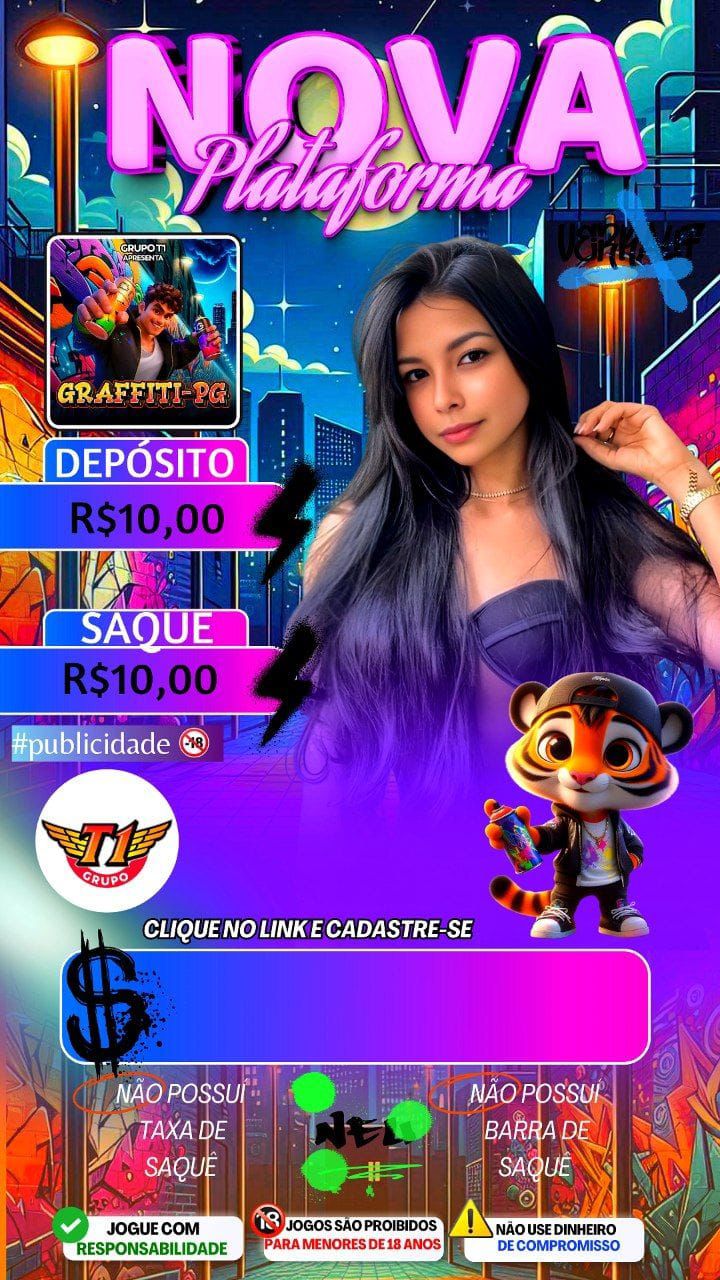 NOVA
Plataforma
GRUPO T1
APRESENTA
GRAFFITI-PG
DEPÓSITO
R$10,00
SAQUE
R$10,00
#publicidade -18
T1
GRUPO
CLIQUE NO LINK E CADASTRE-SE
$
NÃO POSSUÍ
TAXA DE
SAQUÊ
NÃO POSSUI
BARRA DE
SAQUÊ
JOGUE COM
RESPONSABILIDADE
18 JOGOS SÃO PROIBIDOS
PARA MENORES DE 18 ANOS
! NÃO USE DINHEIRO
DE COMPROMISSO